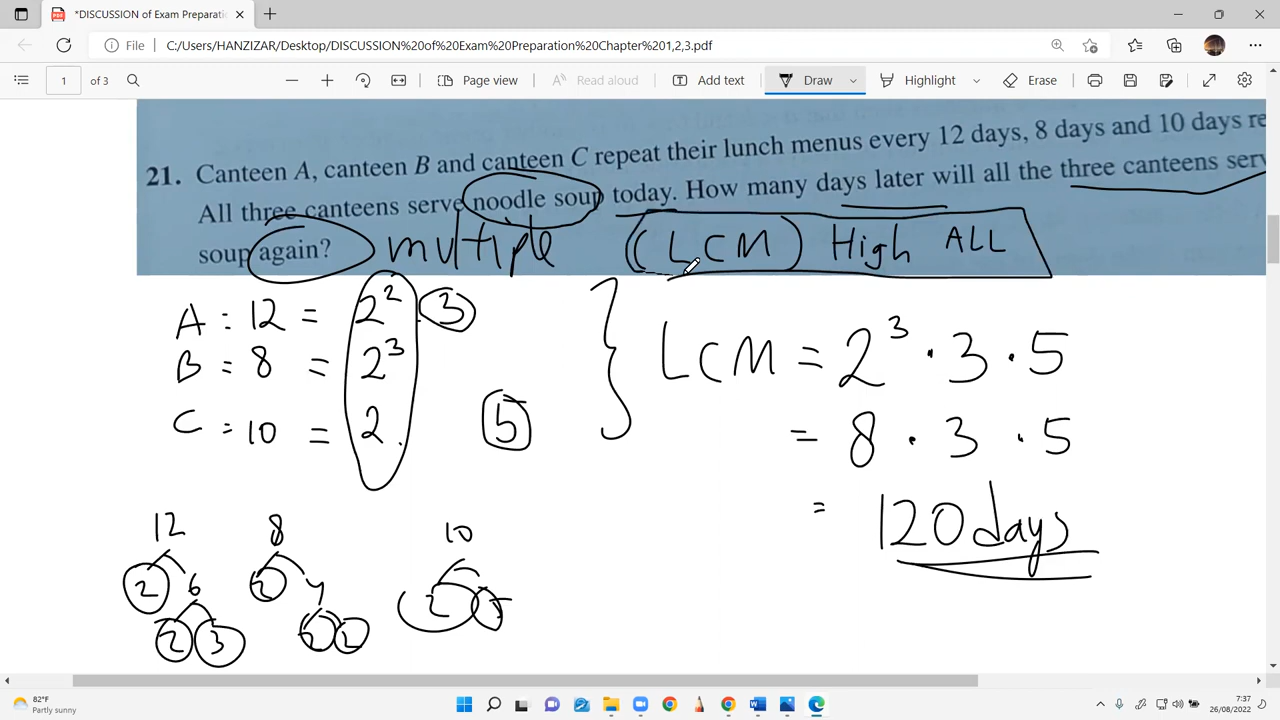 *DISCUSSION of Exam Preparati
File C:/Users/HANZIZAR/Desktop/DISCUSSION%20of%20Exam%20Preparation%20Chapter%201,2,3.pdf
1 of 3 Page view Read aloud Add text Draw Highlight Erase
21. Canteen A, canteen B and canteen C repeat their lunch menus every 12 days, 8 days and 10 days re
All three canteens serve noodle soup today. How many days later will all the three canteens serv
soup again? multiple (LCM) High ALL
A : 12 = 2² . 3
B = 8 = 2³
C = 10 = 2 . 5
LCM = 2³ · 3 · 5
= 8 · 3 · 5
= 120 days
12 8 10
2 6 2 4 2 5
2 3 2 2
82°F
Partly sunny
7:37
26/08/2022